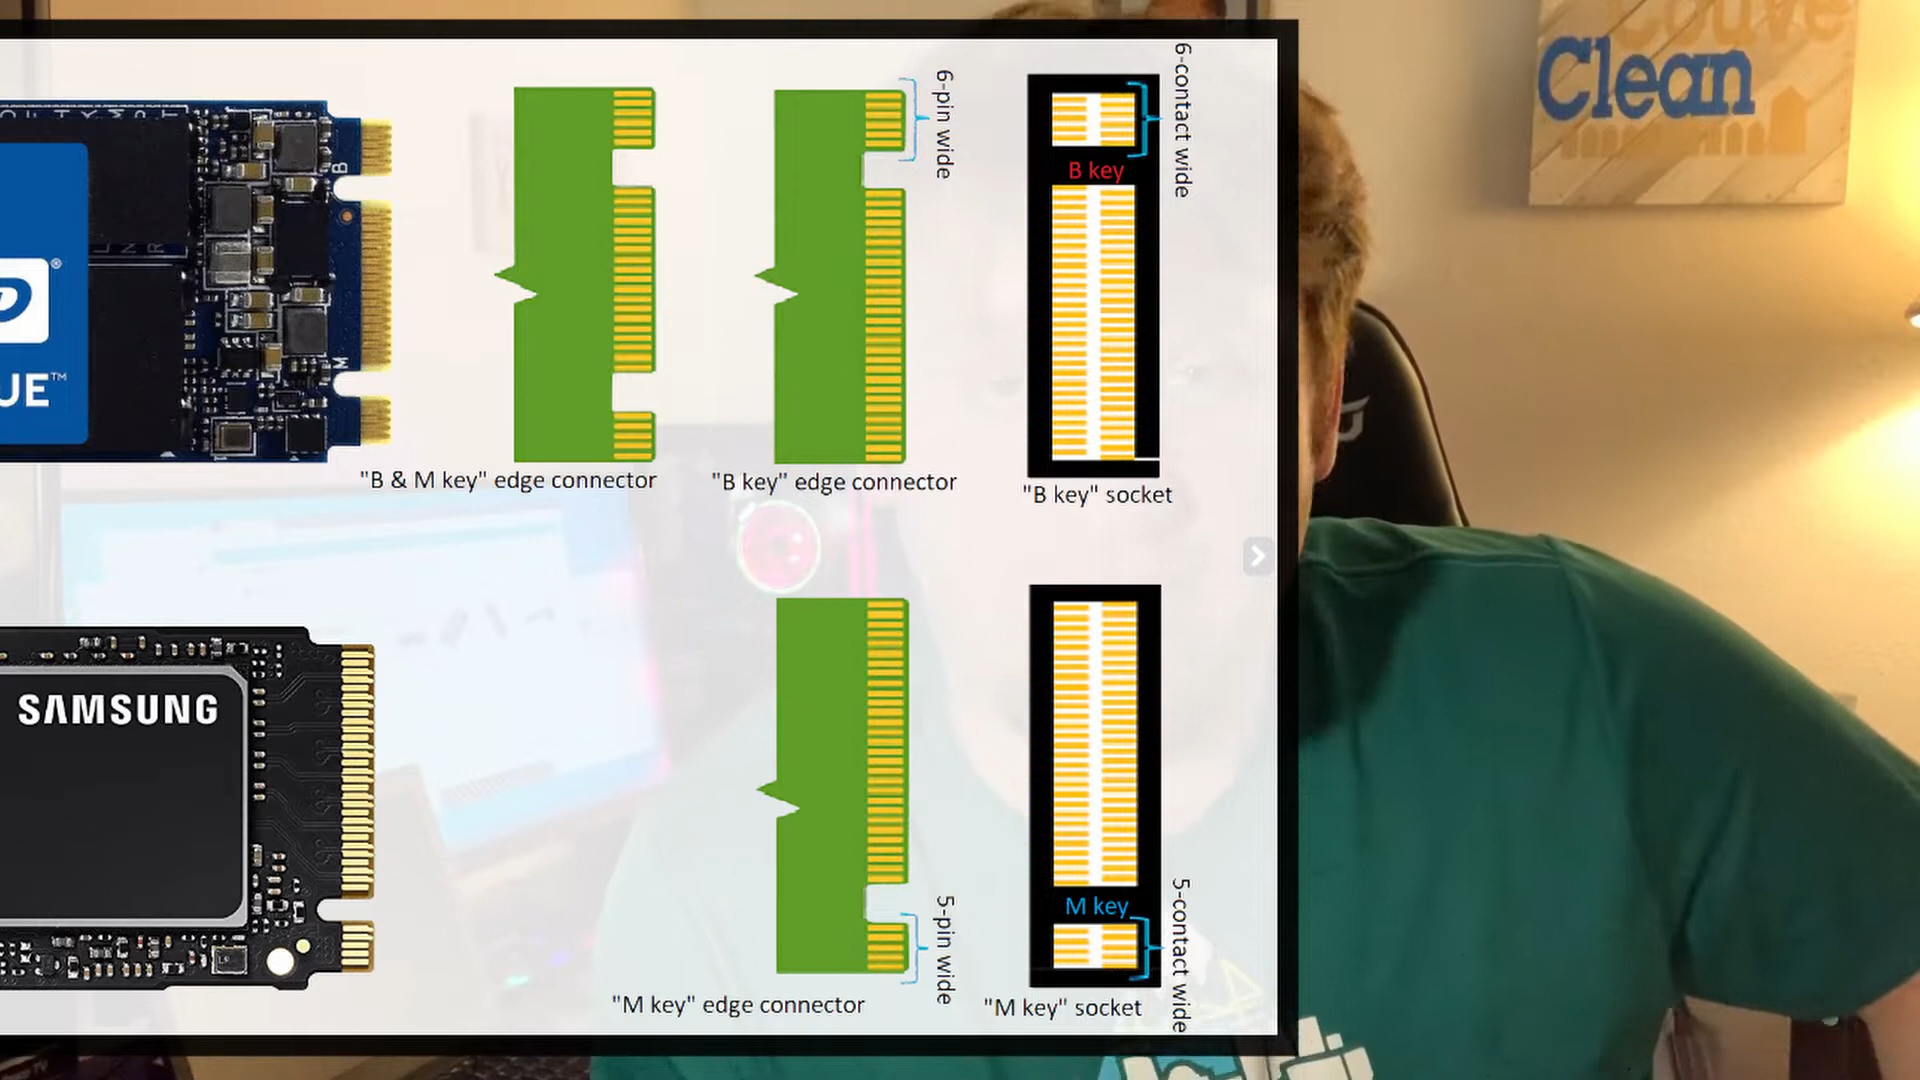 Couve
Clean
6-pin wide
6-contact wide
B
B key
M
UE™
"B & M key" edge connector
"B key" edge connector
"B key" socket
SAMSUNG
M key
5-pin wide
5-contact wide
"M key" edge connector
"M key" socket